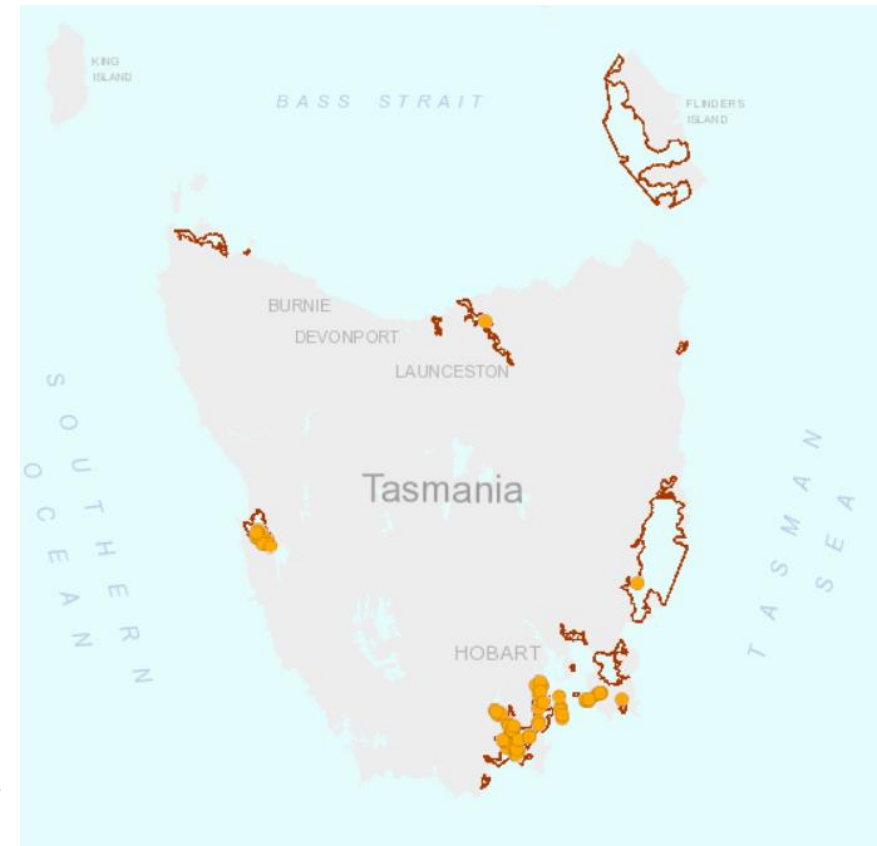 KING
ISLAND
BASS STRAIT
FLINDERS
ISLAND
BURNIE
DEVONPORT
LAUNCESTON
SOUTHERN
OCEAN
Tasmania
TASMAN
SEA
HOBART